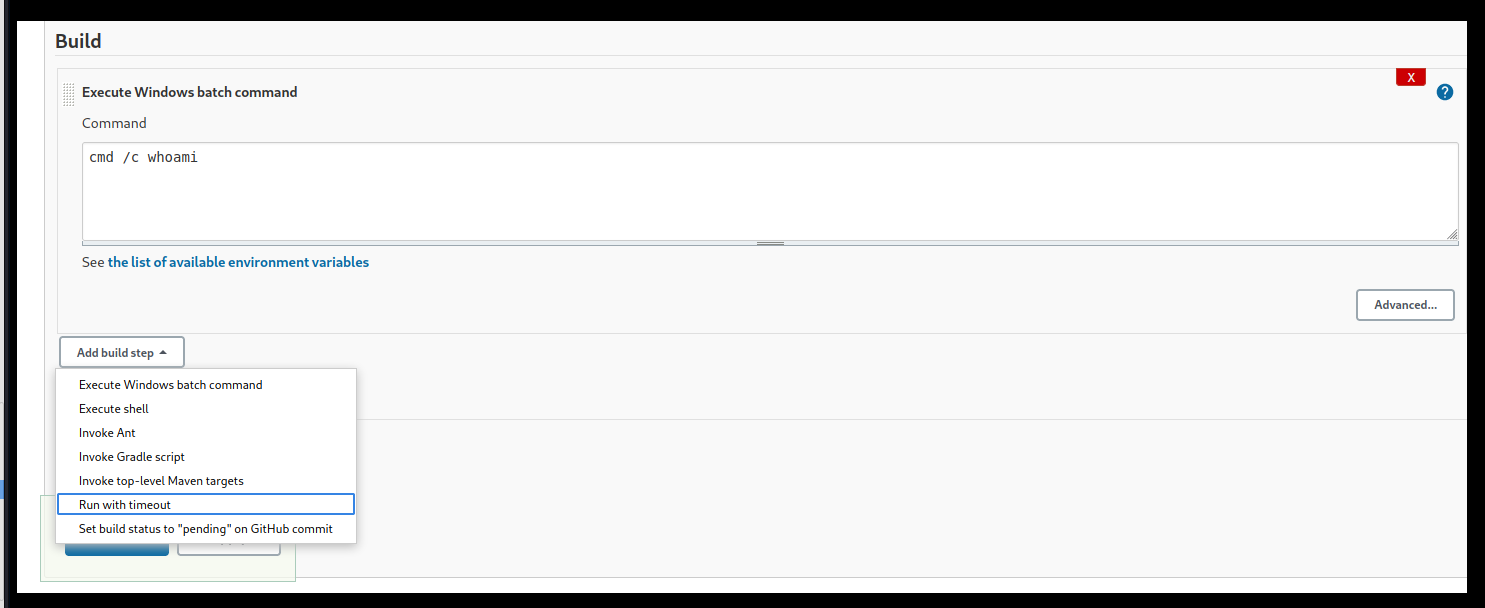 Build
X
Execute Windows batch command
?
Command
cmd /c whoami
See the list of available environment variables
Advanced...
Add build step
Execute Windows batch command
Execute shell
Invoke Ant
Invoke Gradle script
Invoke top-level Maven targets
Run with timeout
Set build status to "pending" on GitHub commit